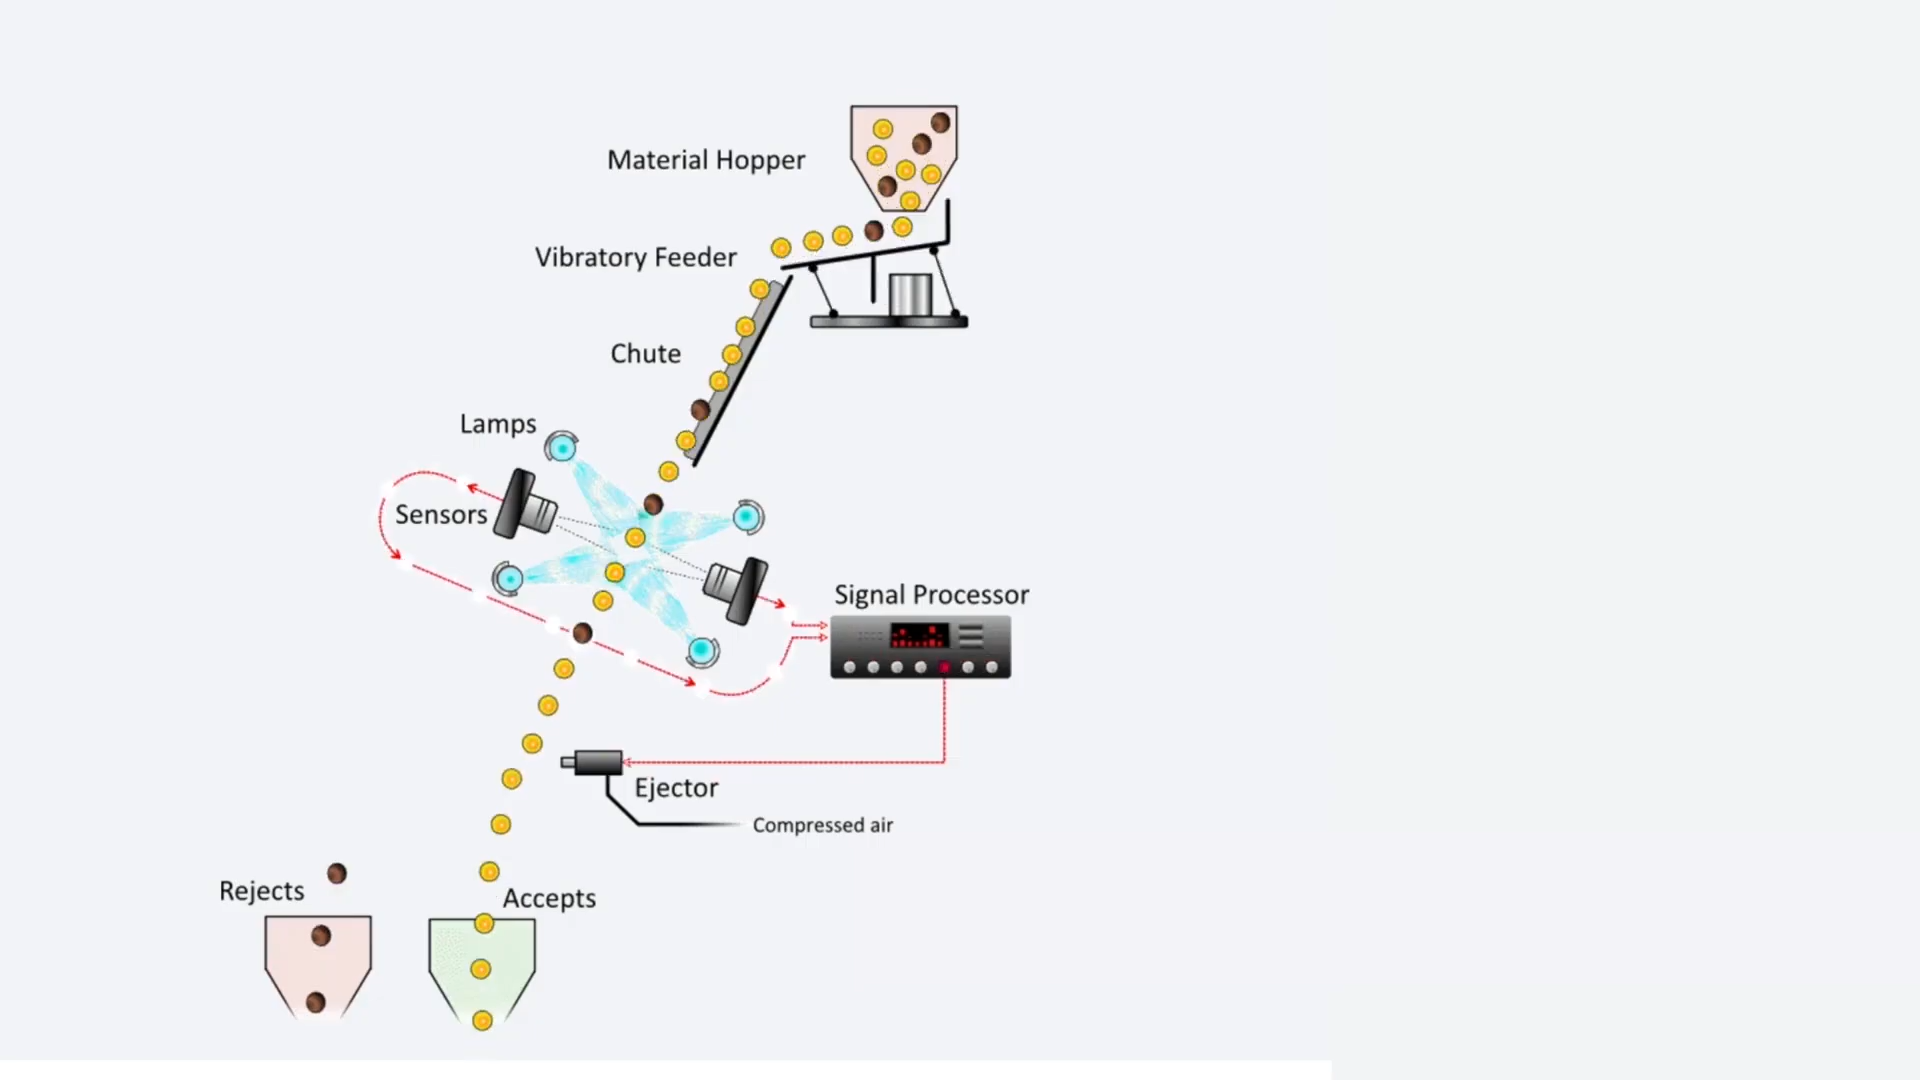 Material Hopper
Vibratory Feeder
Chute
Lamps
Sensors
Signal Processor
Ejector
Compressed air
Rejects
Accepts